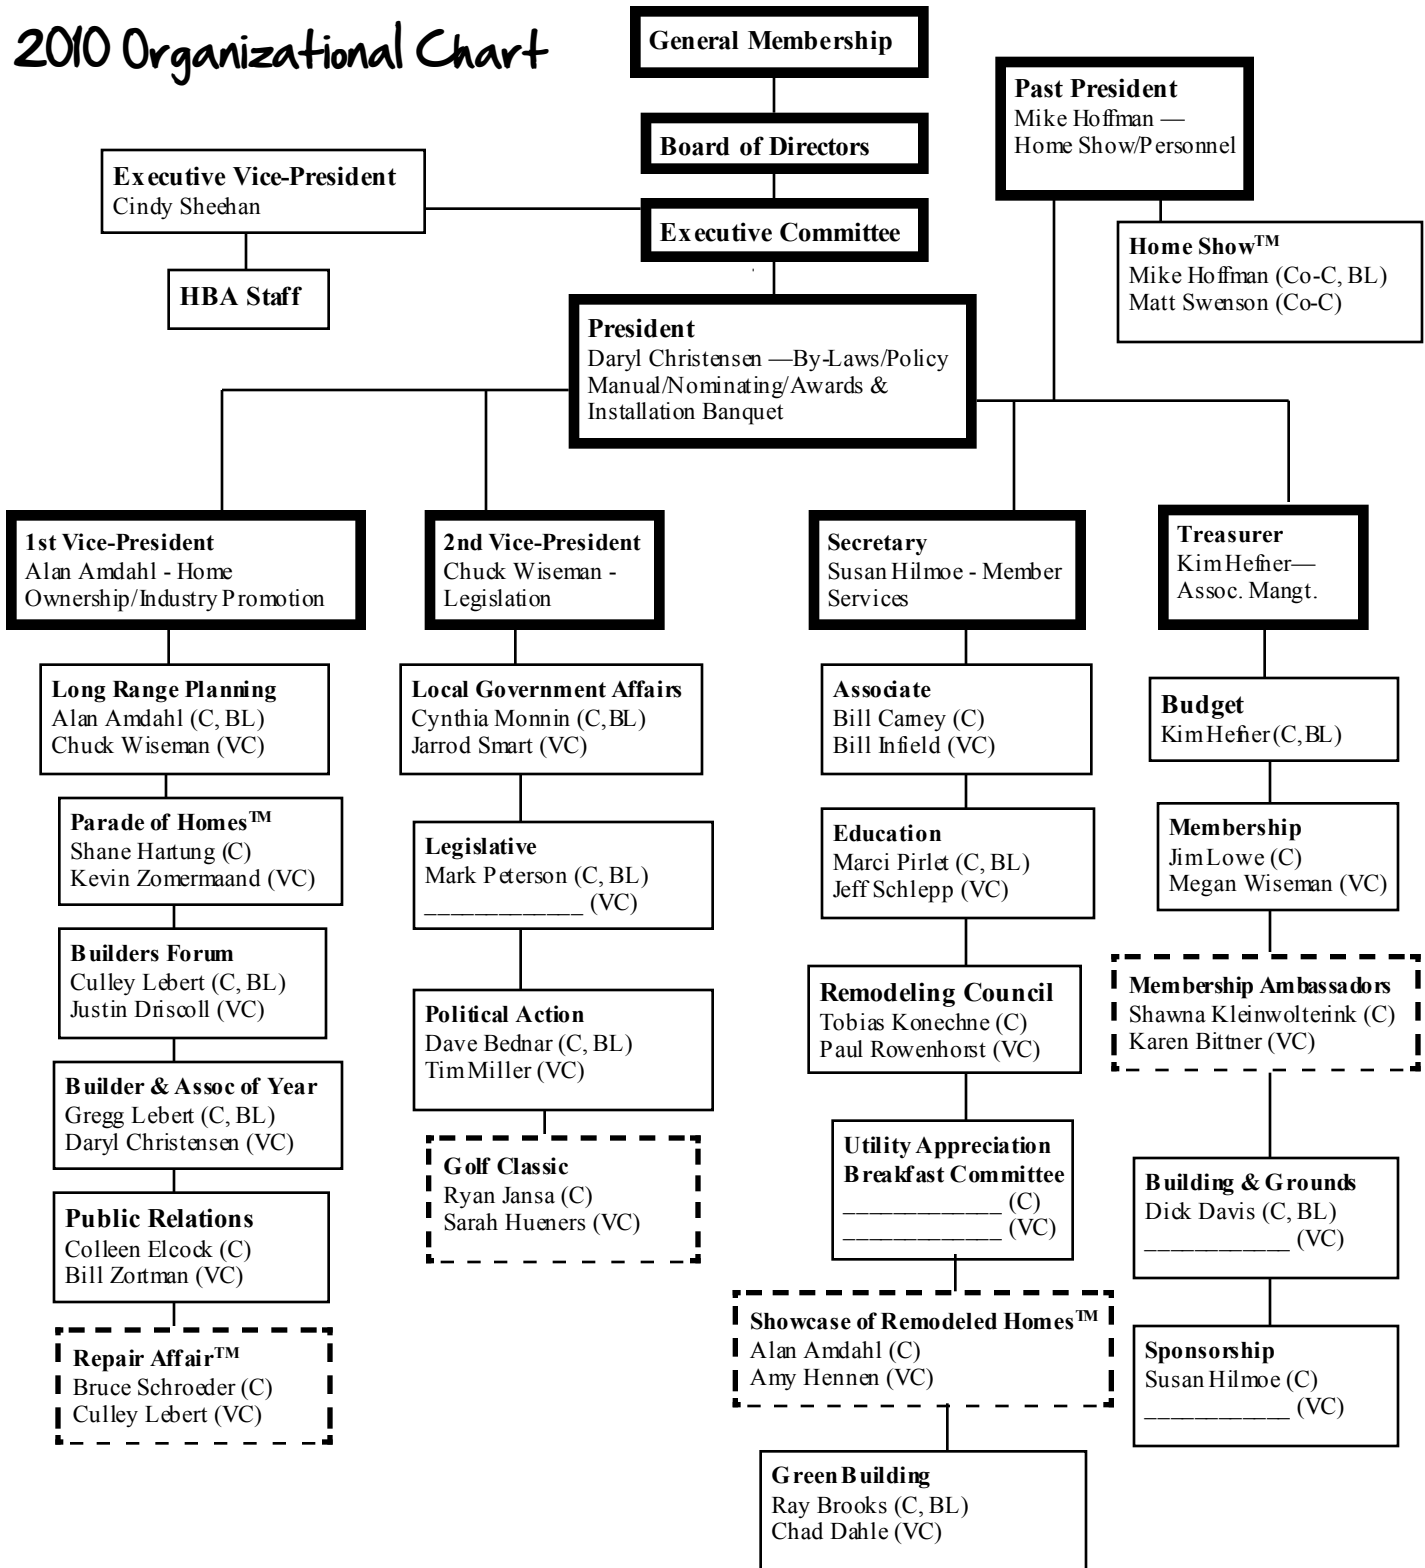 2010 Organizational Chart
General Membership
Board of Directors
Executive Committee
Past President
Mike Hoffman —
Home Show/Personnel
Home Show™
Mike Hoffman (Co-C, BL)
Matt Swenson (Co-C)
Executive Vice-President
Cindy Sheehan
HBA Staff
President
Daryl Christensen —By-Laws/Policy
Manual/Nominating/Awards &
Installation Banquet
1st Vice-President
Alan Amdahl - Home
Ownership/Industry Promotion
Long Range Planning
Alan Amdahl (C, BL)
Chuck Wiseman (VC)
Parade of Homes™
Shane Hartung (C)
Kevin Zomermaand (VC)
Builders Forum
Culley Lebert (C, BL)
Justin Driscoll (VC)
Builder & Assoc of Year
Gregg Lebert (C, BL)
Daryl Christensen (VC)
Public Relations
Colleen Elcock (C)
Bill Zortman (VC)
Repair Affair™
Bruce Schroeder (C)
Culley Lebert (VC)
2nd Vice-President
Chuck Wiseman -
Legislation
Local Government Affairs
Cynthia Monnin (C, BL)
Jarrod Smart (VC)
Legislative
Mark Peterson (C, BL)
_____________ (VC)
Political Action
Dave Bednar (C, BL)
Tim Miller (VC)
Golf Classic
Ryan Jansa (C)
Sarah Hueners (VC)
Secretary
Susan Hilmoe - Member
Services
Associate
Bill Carney (C)
Bill Infield (VC)
Education
Marci Pirlet (C, BL)
Jeff Schlepp (VC)
Remodeling Council
Tobias Konechne (C)
Paul Rowenhorst (VC)
Utility Appreciation
Breakfast Committee
_____________ (C)
_____________ (VC)
Showcase of Remodeled Homes™
Alan Amdahl (C)
Amy Hennen (VC)
Green Building
Ray Brooks (C, BL)
Chad Dahle (VC)
Treasurer
Kim Hefner—
Assoc. Mangt.
Budget
Kim Hefner (C, BL)
Membership
Jim Lowe (C)
Megan Wiseman (VC)
Membership Ambassadors
Shawna Kleinwolterink (C)
Karen Bittner (VC)
Building & Grounds
Dick Davis (C, BL)
____________ (VC)
Sponsorship
Susan Hilmoe (C)
____________ (VC)